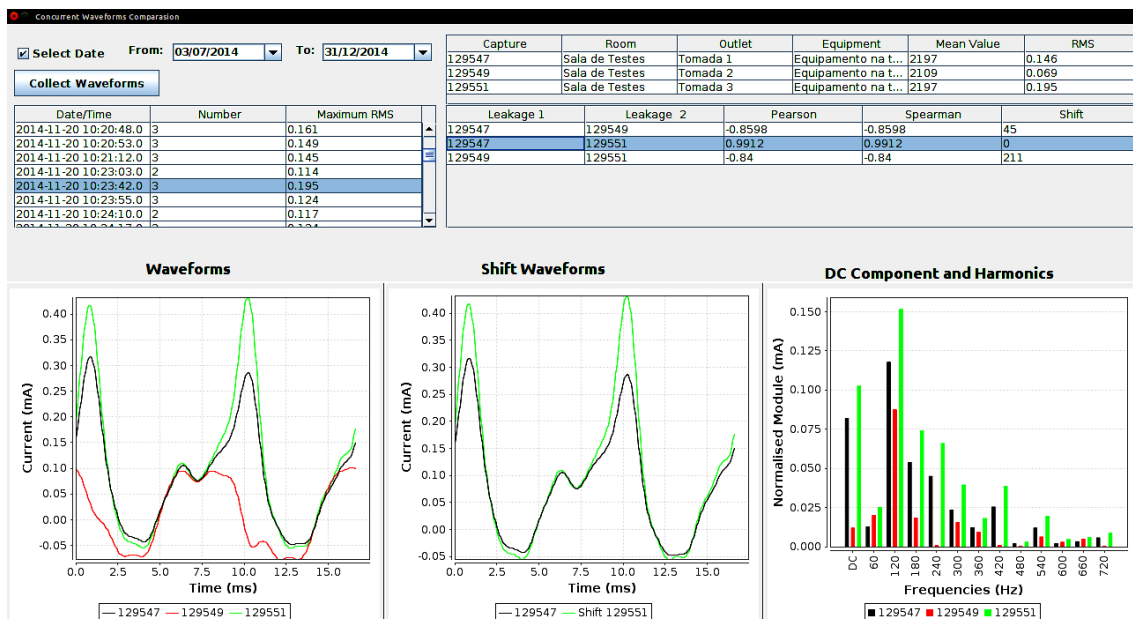 Concurrent Waveforms Comparasion
Select Date From: 03/07/2014 To: 31/12/2014
Collect Waveforms
Capture Room Outlet Equipment Mean Value RMS
129547 Sala de Testes Tomada 1 Equipamento na t... 2197 0.146
129549 Sala de Testes Tomada 2 Equipamento na t... 2109 0.069
129551 Sala de Testes Tomada 3 Equipamento na t... 2197 0.195
Date/Time Number Maximum RMS
2014-11-20 10:20:48.0 3 0.161
2014-11-20 10:20:53.0 3 0.149
2014-11-20 10:21:12.0 3 0.145
2014-11-20 10:23:03.0 2 0.114
2014-11-20 10:23:42.0 3 0.195
2014-11-20 10:23:55.0 3 0.124
2014-11-20 10:24:10.0 2 0.117
Leakage 1 Leakage 2 Pearson Spearman Shift
129547 129549 -0.8598 -0.8598 45
129547 129551 0.9912 0.9912 0
129549 129551 -0.84 -0.84 211
Waveforms
Current (mA)
0.40
0.35
0.30
0.25
0.20
0.15
0.10
0.05
0.00
-0.05
0.0 2.5 5.0 7.5 10.0 12.5 15.0
Time (ms)
129547 129549 129551
Shift Waveforms
Current (mA)
0.40
0.35
0.30
0.25
0.20
0.15
0.10
0.05
0.00
-0.05
0.0 2.5 5.0 7.5 10.0 12.5 15.0
Time (ms)
129547 Shift 129551
DC Component and Harmonics
Normalised Module (mA)
0.150
0.125
0.100
0.075
0.050
0.025
0.000
DC 60 120 180 240 300 360 420 480 540 600 660 720
Frequencies (Hz)
129547 129549 129551